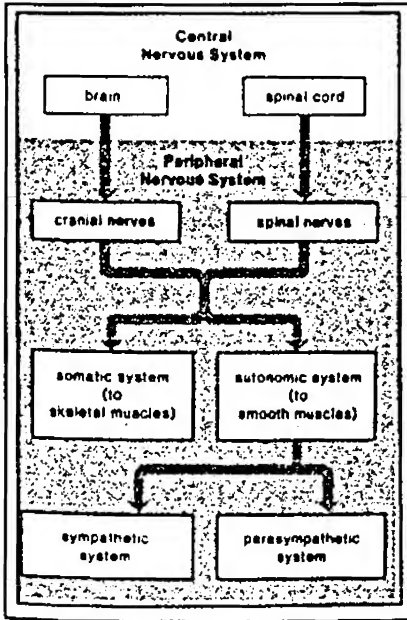 Central
Nervous System
brain
spinal cord
Peripheral
Nervous System
cranial nerves
spinal nerves
somatic system
(to
skeletal muscles)
autonomic system
(to
smooth muscles)
sympathetic
system
parasympathetic
system